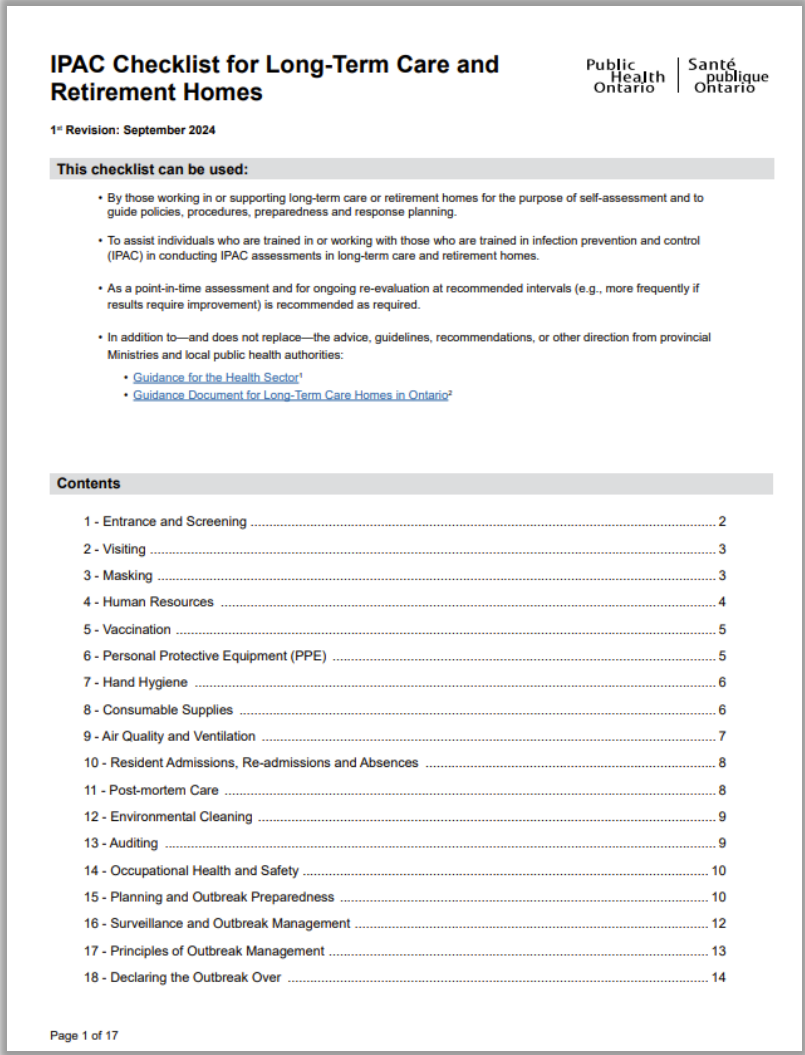 IPAC Checklist for Long-Term Care and
Retirement Homes
Public
Health
Ontario
Santé
publique
Ontario
1st Revision: September 2024
This checklist can be used:
• By those working in or supporting long-term care or retirement homes for the purpose of self-assessment and to
guide policies, procedures, preparedness and response planning.
• To assist individuals who are trained in or working with those who are trained in infection prevention and control
(IPAC) in conducting IPAC assessments in long-term care and retirement homes.
• As a point-in-time assessment and for ongoing re-evaluation at recommended intervals (e.g., more frequently if
results require improvement) is recommended as required.
• In addition to—and does not replace—the advice, guidelines, recommendations, or other direction from provincial
Ministries and local public health authorities:
• Guidance for the Health Sector¹
• Guidance Document for Long-Term Care Homes in Ontario²
Contents
1 - Entrance and Screening ........ 2
2 - Visiting ........ 3
3 - Masking ........ 3
4 - Human Resources ........ 4
5 - Vaccination ........ 5
6 - Personal Protective Equipment (PPE) ........ 5
7 - Hand Hygiene ........ 6
8 - Consumable Supplies ........ 6
9 - Air Quality and Ventilation ........ 7
10 - Resident Admissions, Re-admissions and Absences ........ 8
11 - Post-mortem Care ........ 8
12 - Environmental Cleaning ........ 9
13 - Auditing ........ 9
14 - Occupational Health and Safety ........ 10
15 - Planning and Outbreak Preparedness ........ 10
16 - Surveillance and Outbreak Management ........ 12
17 - Principles of Outbreak Management ........ 13
18 - Declaring the Outbreak Over ........ 14
Page 1 of 17